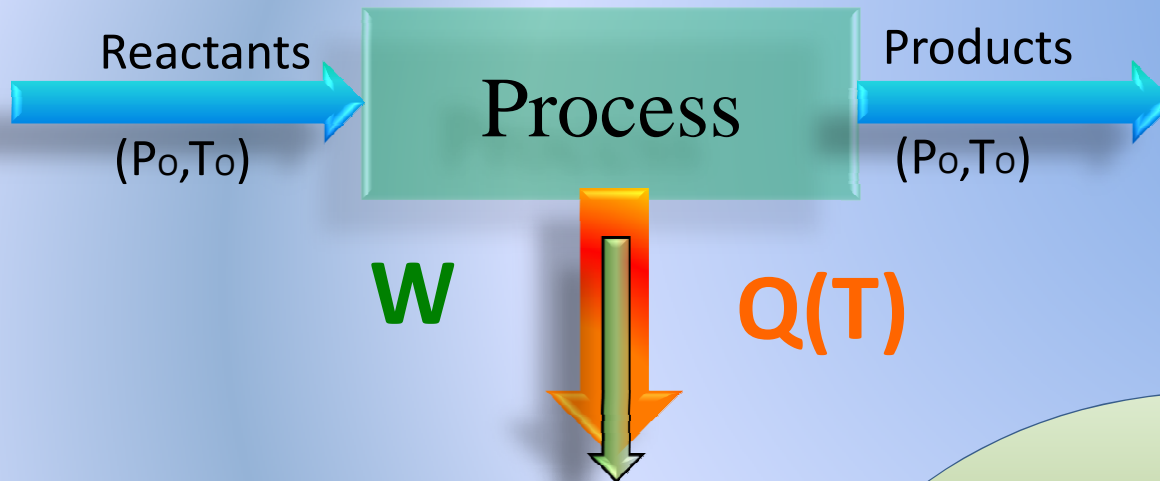 Reactants
Products
Process
(Po,To)
(Po,To)
W
Q(T)